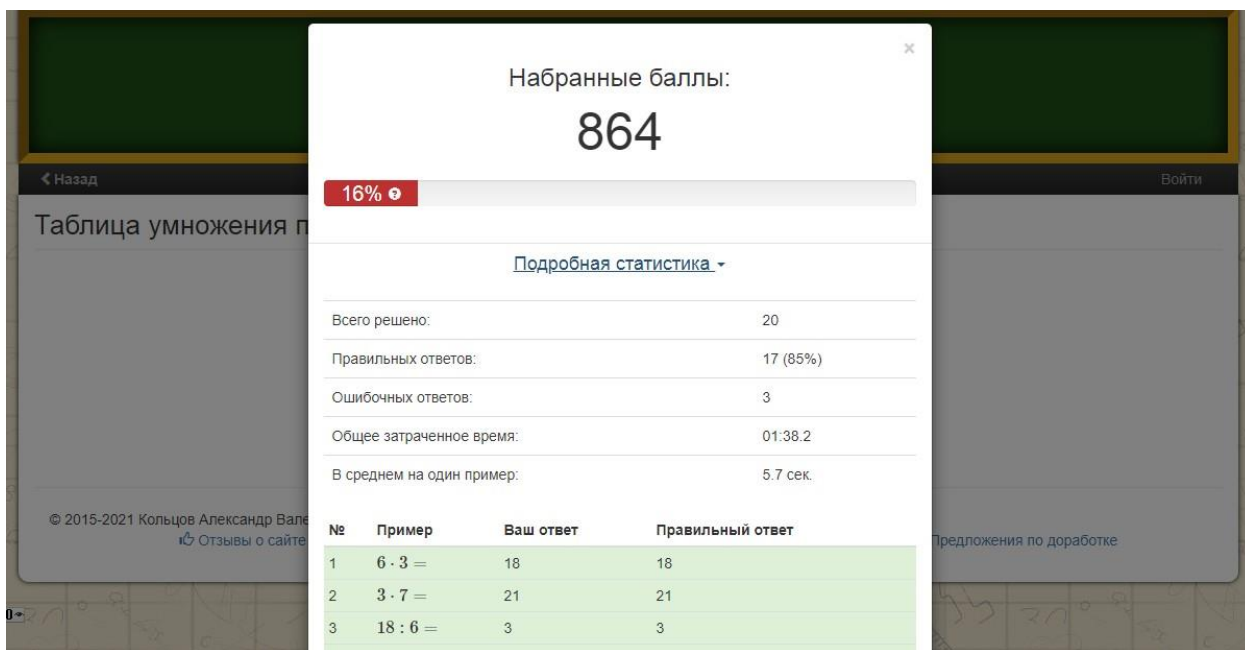 ×
Набранные баллы:
864
Назад
Войти
16% ?
Таблица умножения п
Подробная статистика
Всего решено: 20
Правильных ответов: 17 (85%)
Ошибочных ответов: 3
Общее затраченное время: 01:38.2
В среднем на один пример: 5.7 сек.
© 2015-2021 Кольцов Александр Вале
Отзывы о сайте
Предложения по доработке
№ Пример Ваш ответ Правильный ответ
1 6 · 3 = 18 18
2 3 · 7 = 21 21
3 18 : 6 = 3 3